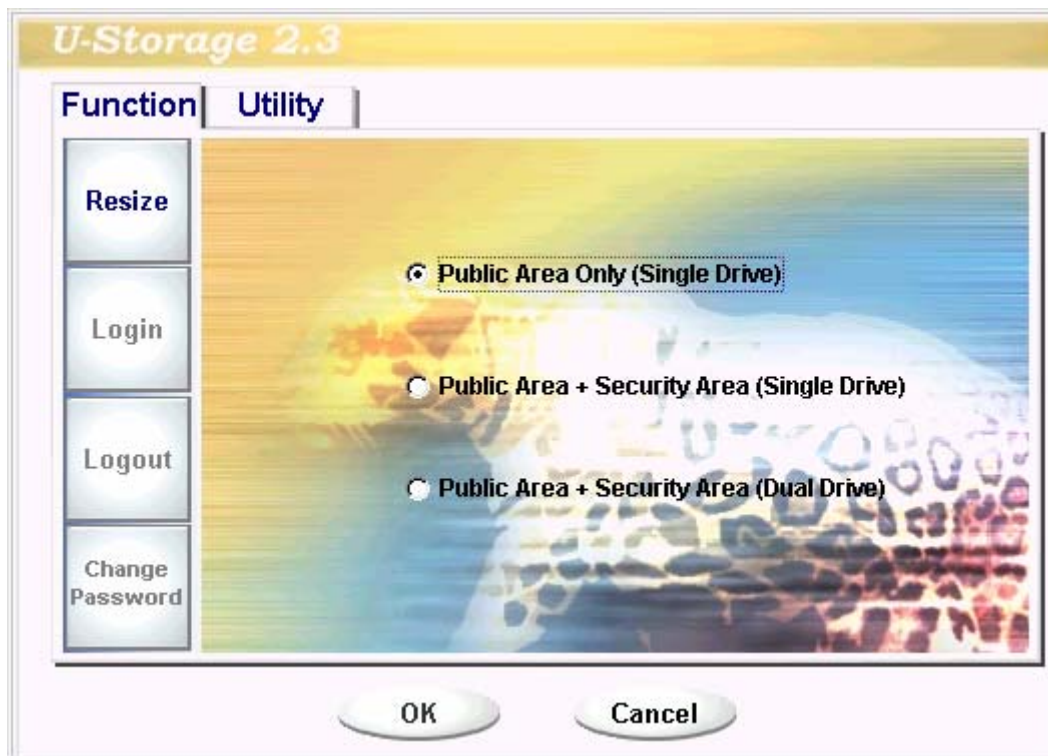 U-Storage 2.3
Function Utility
Resize
Login
Logout
Change
Password
Public Area Only (Single Drive)
Public Area + Security Area (Single Drive)
Public Area + Security Area (Dual Drive)
OK Cancel